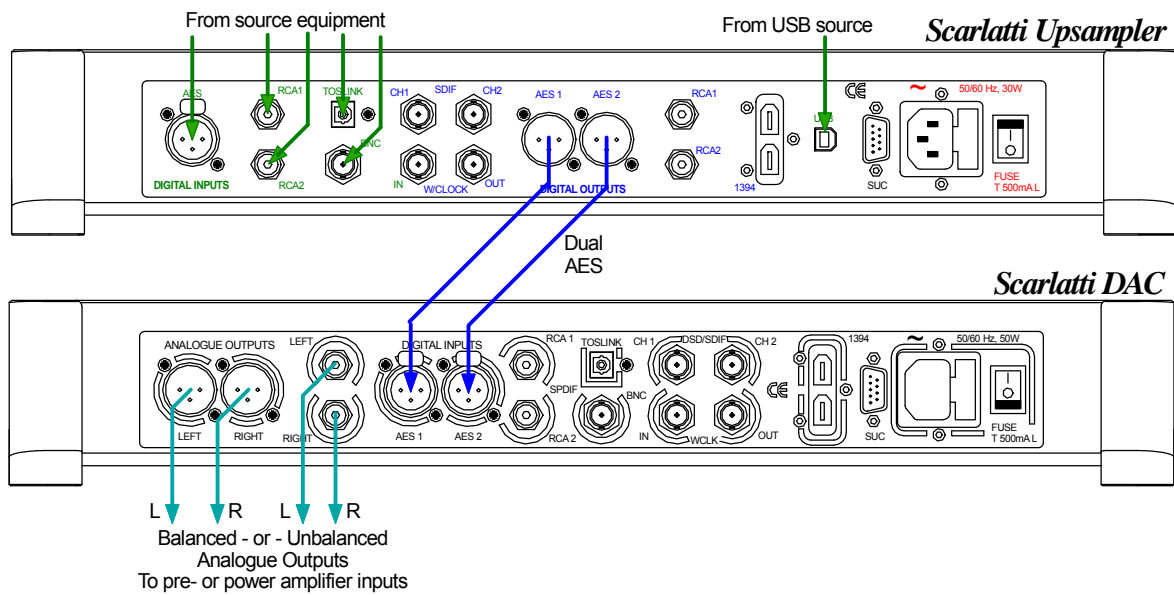 From source equipment
From USB source
Scarlatti Upsampler
AES
RCA1
TOSLINK
CH1
SDIF
CH2
AES 1
AES 2
RCA1
USB
CE
~
50/60 Hz, 30W
DIGITAL INPUTS
RCA2
BNC
IN
W/CLOCK
OUT
DIGITAL OUTPUTS
RCA2
1394
SUC
FUSE
T 500mA L
Dual
AES
Scarlatti DAC
ANALOGUE OUTPUTS
LEFT
DIGITAL INPUTS
RCA 1
TOSLINK
CH 1
DSD/SDIF
CH 2
1394
~
50/60 Hz, 50W
SPDIF
BNC
CE
LEFT
RIGHT
RIGHT
AES 1
AES 2
RCA 2
IN
WCLK
OUT
SUC
FUSE
T 500mA L
L
R
L
R
Balanced - or - Unbalanced
Analogue Outputs
To pre- or power amplifier inputs